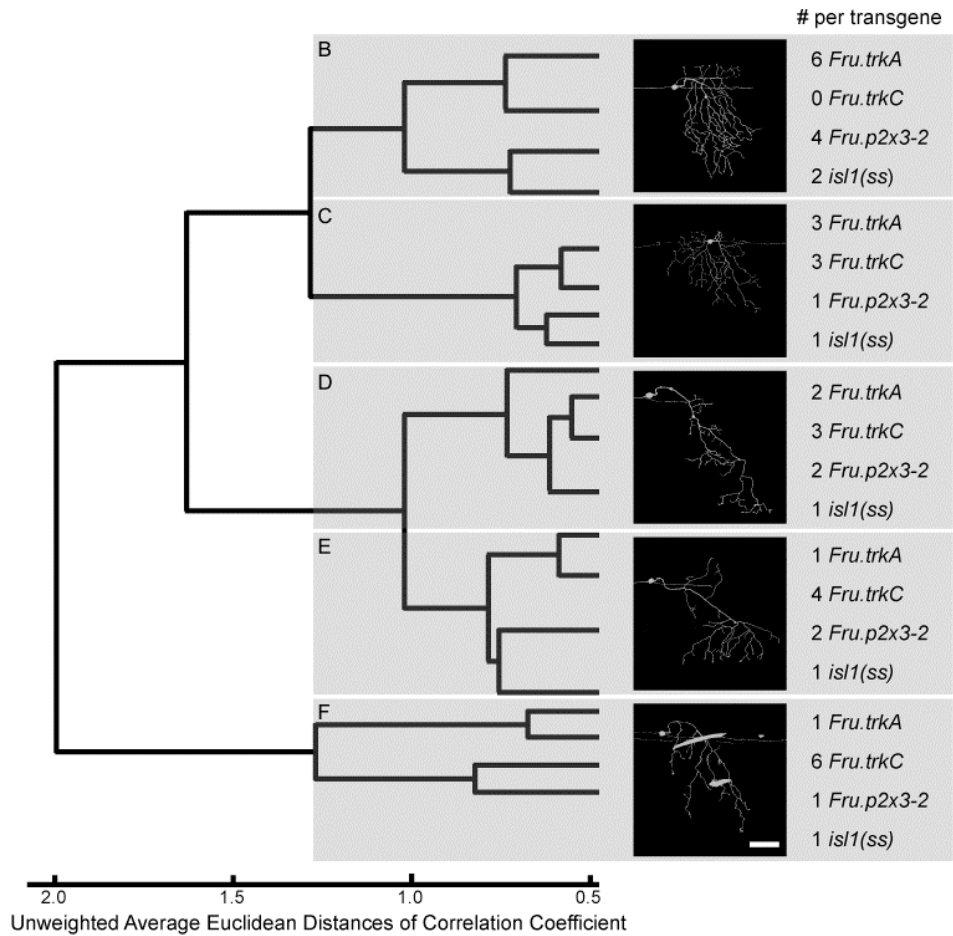 # per transgene
B
6 Fru.trkA
0 Fru.trkC
4 Fru.p2x3-2
2 isl1(ss)
C
3 Fru.trkA
3 Fru.trkC
1 Fru.p2x3-2
1 isl1(ss)
D
2 Fru.trkA
3 Fru.trkC
2 Fru.p2x3-2
1 isl1(ss)
E
1 Fru.trkA
4 Fru.trkC
2 Fru.p2x3-2
1 isl1(ss)
F
1 Fru.trkA
6 Fru.trkC
1 Fru.p2x3-2
1 isl1(ss)
2.0 1.5 1.0 0.5
Unweighted Average Euclidean Distances of Correlation Coefficient